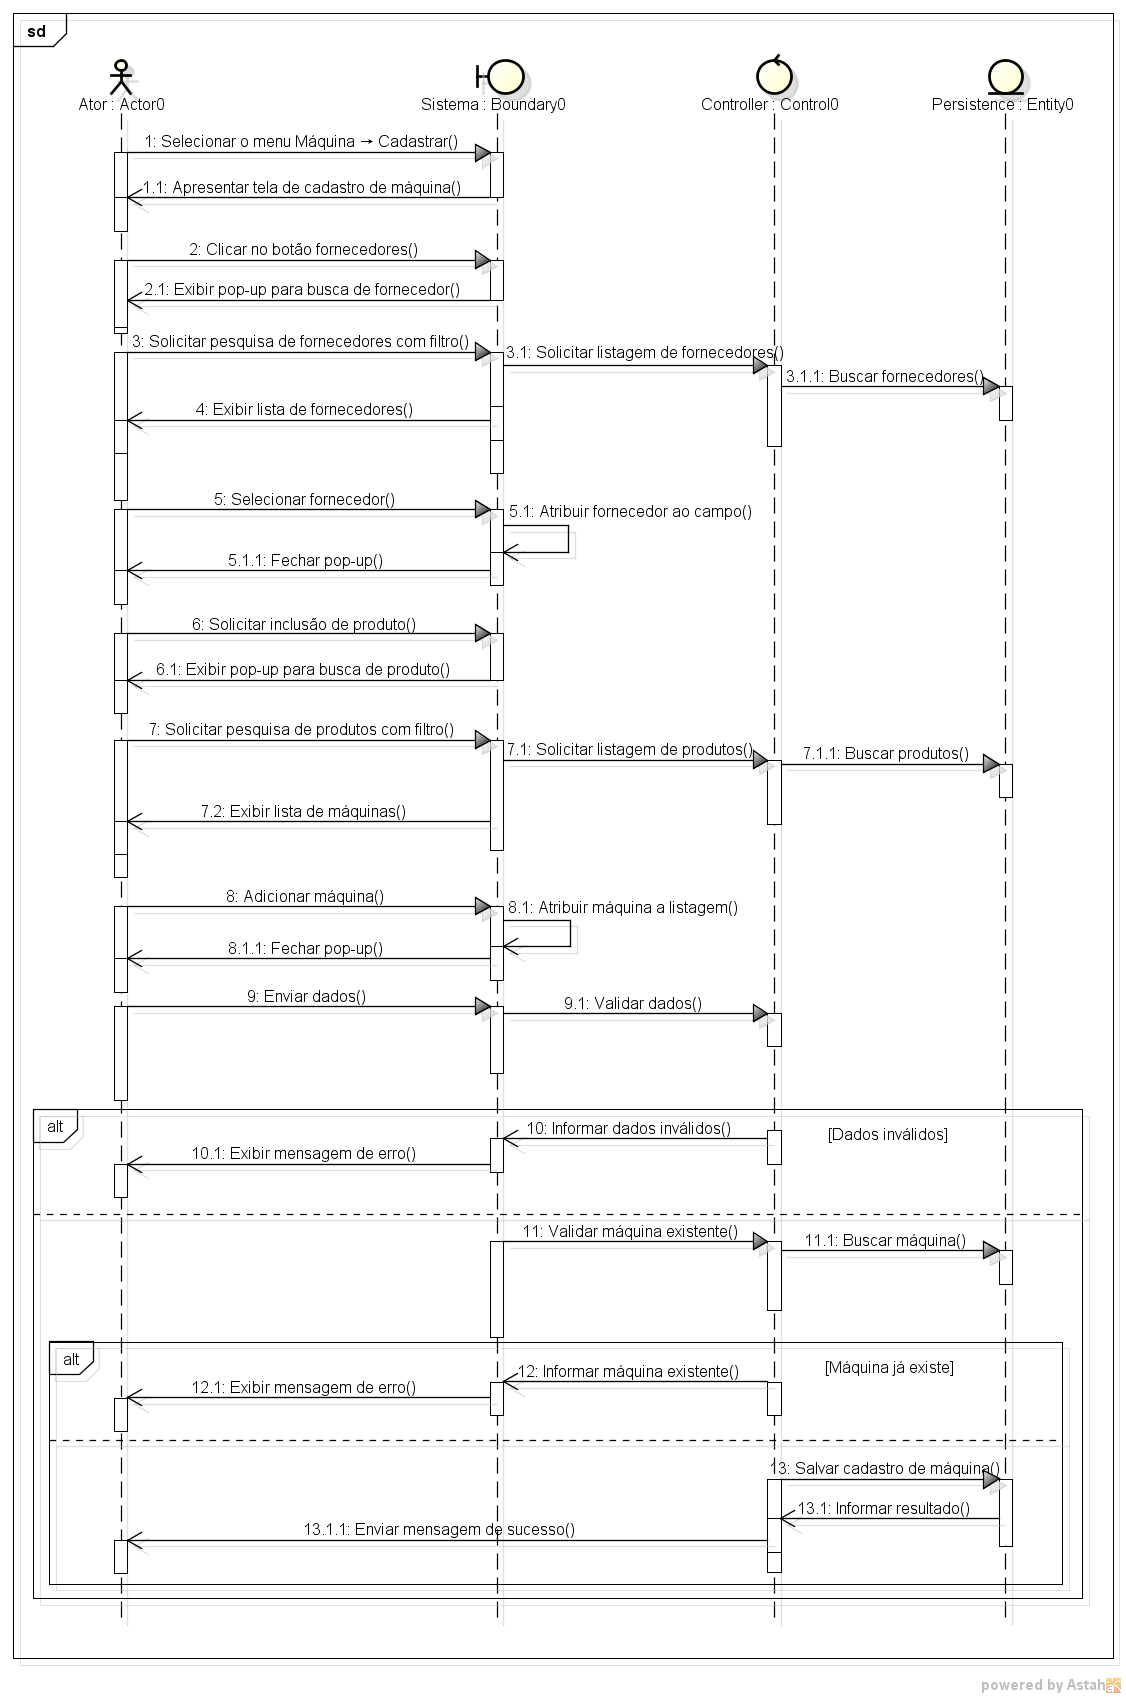 sd
Ator : Actor0
Sistema : Boundary0
Controller : Control0
Persistence : Entity0
1: Selecionar o menu Máquina → Cadastrar()
1.1: Apresentar tela de cadastro de máquina()
2: Clicar no botão fornecedores()
2.1: Exibir pop-up para busca de fornecedor()
3: Solicitar pesquisa de fornecedores com filtro()
3.1: Solicitar listagem de fornecedores()
3.1.1: Buscar fornecedores()
4: Exibir lista de fornecedores()
5: Selecionar fornecedor()
5.1: Atribuir fornecedor ao campo()
5.1.1: Fechar pop-up()
6: Solicitar inclusão de produto()
6.1: Exibir pop-up para busca de produto()
7: Solicitar pesquisa de produtos com filtro()
7.1: Solicitar listagem de produtos()
7.1.1: Buscar produtos()
7.2: Exibir lista de máquinas()
8: Adicionar máquina()
8.1: Atribuir máquina a listagem()
8.1.1: Fechar pop-up()
9: Enviar dados()
9.1: Validar dados()
alt
10: Informar dados inválidos()
[Dados inválidos]
10.1: Exibir mensagem de erro()
11: Validar máquina existente()
11.1: Buscar máquina()
alt
12: Informar máquina existente()
[Máquina já existe]
12.1: Exibir mensagem de erro()
13: Salvar cadastro de máquina()
13.1: Informar resultado()
13.1.1: Enviar mensagem de sucesso()
powered by Astah